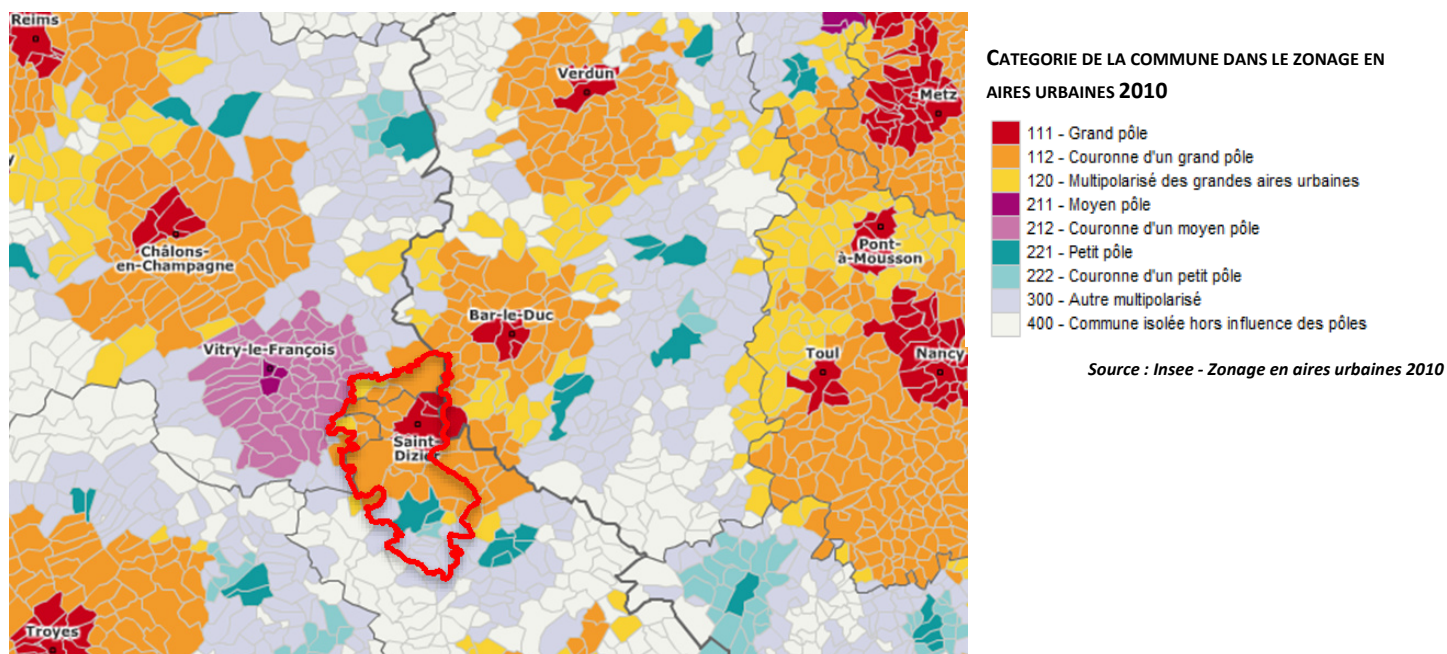 Reims
Verdun
Metz
Châlons-
en-Champagne
Pont-
à-Mousson
Bar-le-Duc
Vitry-le-François
Toul
Nancy
Saint-
Dizier
Troyes
CATEGORIE DE LA COMMUNE DANS LE ZONAGE EN
AIRES URBAINES 2010
111 - Grand pôle
112 - Couronne d'un grand pôle
120 - Multipolarisé des grandes aires urbaines
211 - Moyen pôle
212 - Couronne d'un moyen pôle
221 - Petit pôle
222 - Couronne d'un petit pôle
300 - Autre multipolarisé
400 - Commune isolée hors influence des pôles
Source : Insee - Zonage en aires urbaines 2010